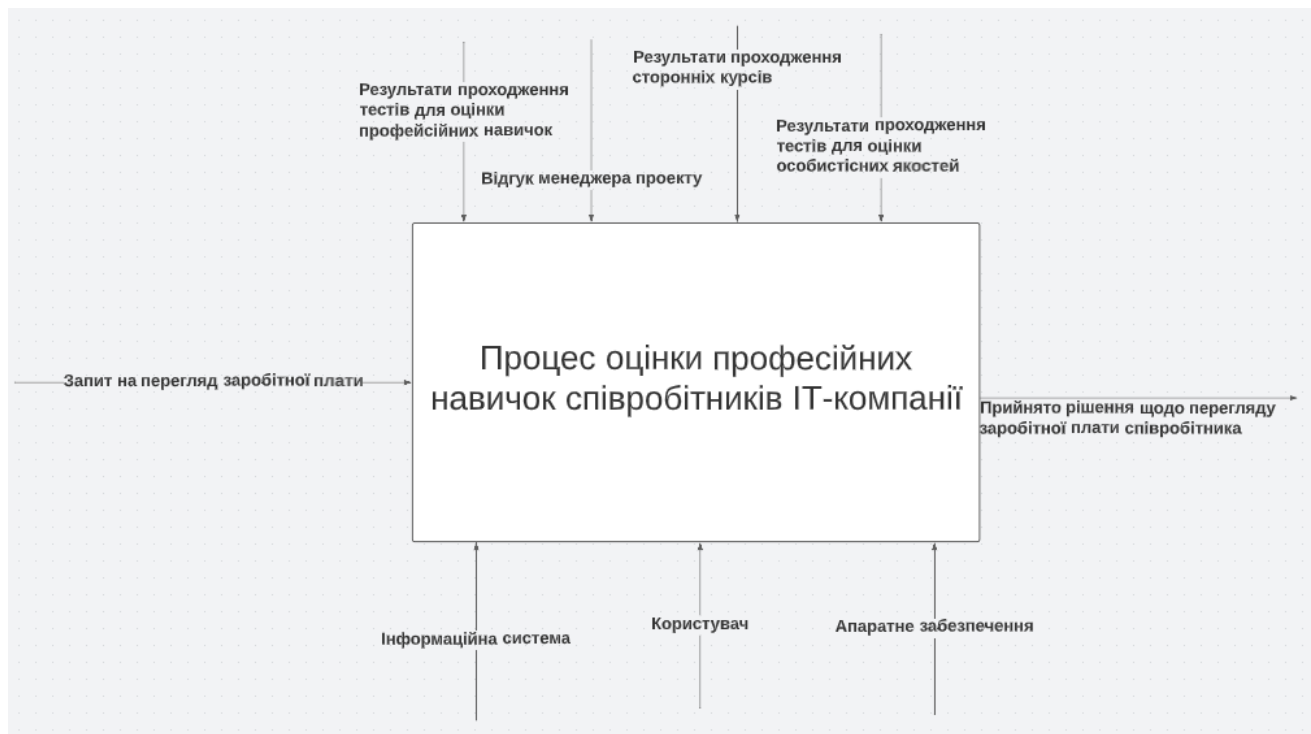 Результати проходження
сторонніх курсів
Результати проходження
тестів для оцінки
профейсійних навичок
Результати проходження
тестів для оцінки
особистісних якостей
Відгук менеджера проекту
Процес оцінки професійних
навичок співробітників ІТ-компанії
Запит на перегляд заробітної плати
Прийнято рішення щодо перегляду
заробітної плати співробітника
Інформаційна система
Користувач
Апаратне забезпечення